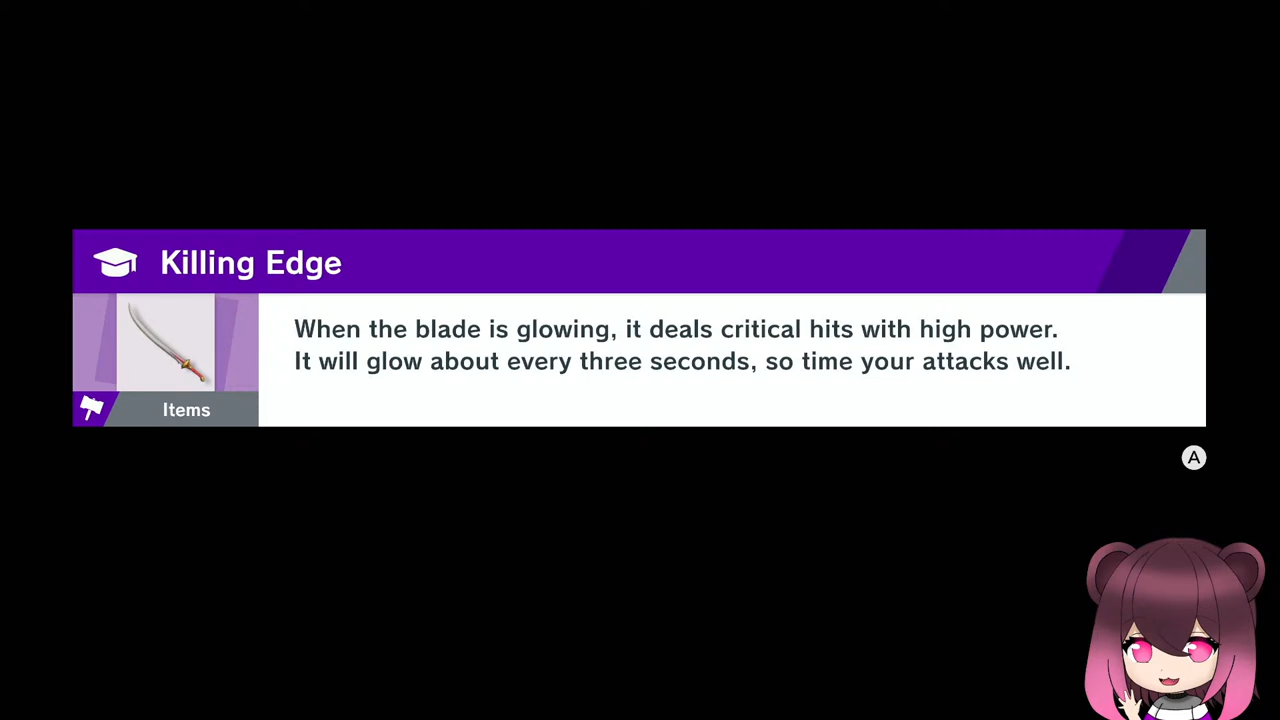 Killing Edge
When the blade is glowing, it deals critical hits with high power.
It will glow about every three seconds, so time your attacks well.
Items
A